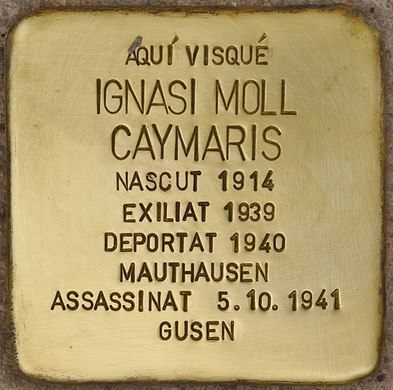 AQUÍ VISQUÉ
IGNASI MOLL
CAYMARIS
NASCUT 1914
EXILIAT 1939
DEPORTAT 1940
MAUTHAUSEN
ASSASSINAT 5.10.1941
GUSEN